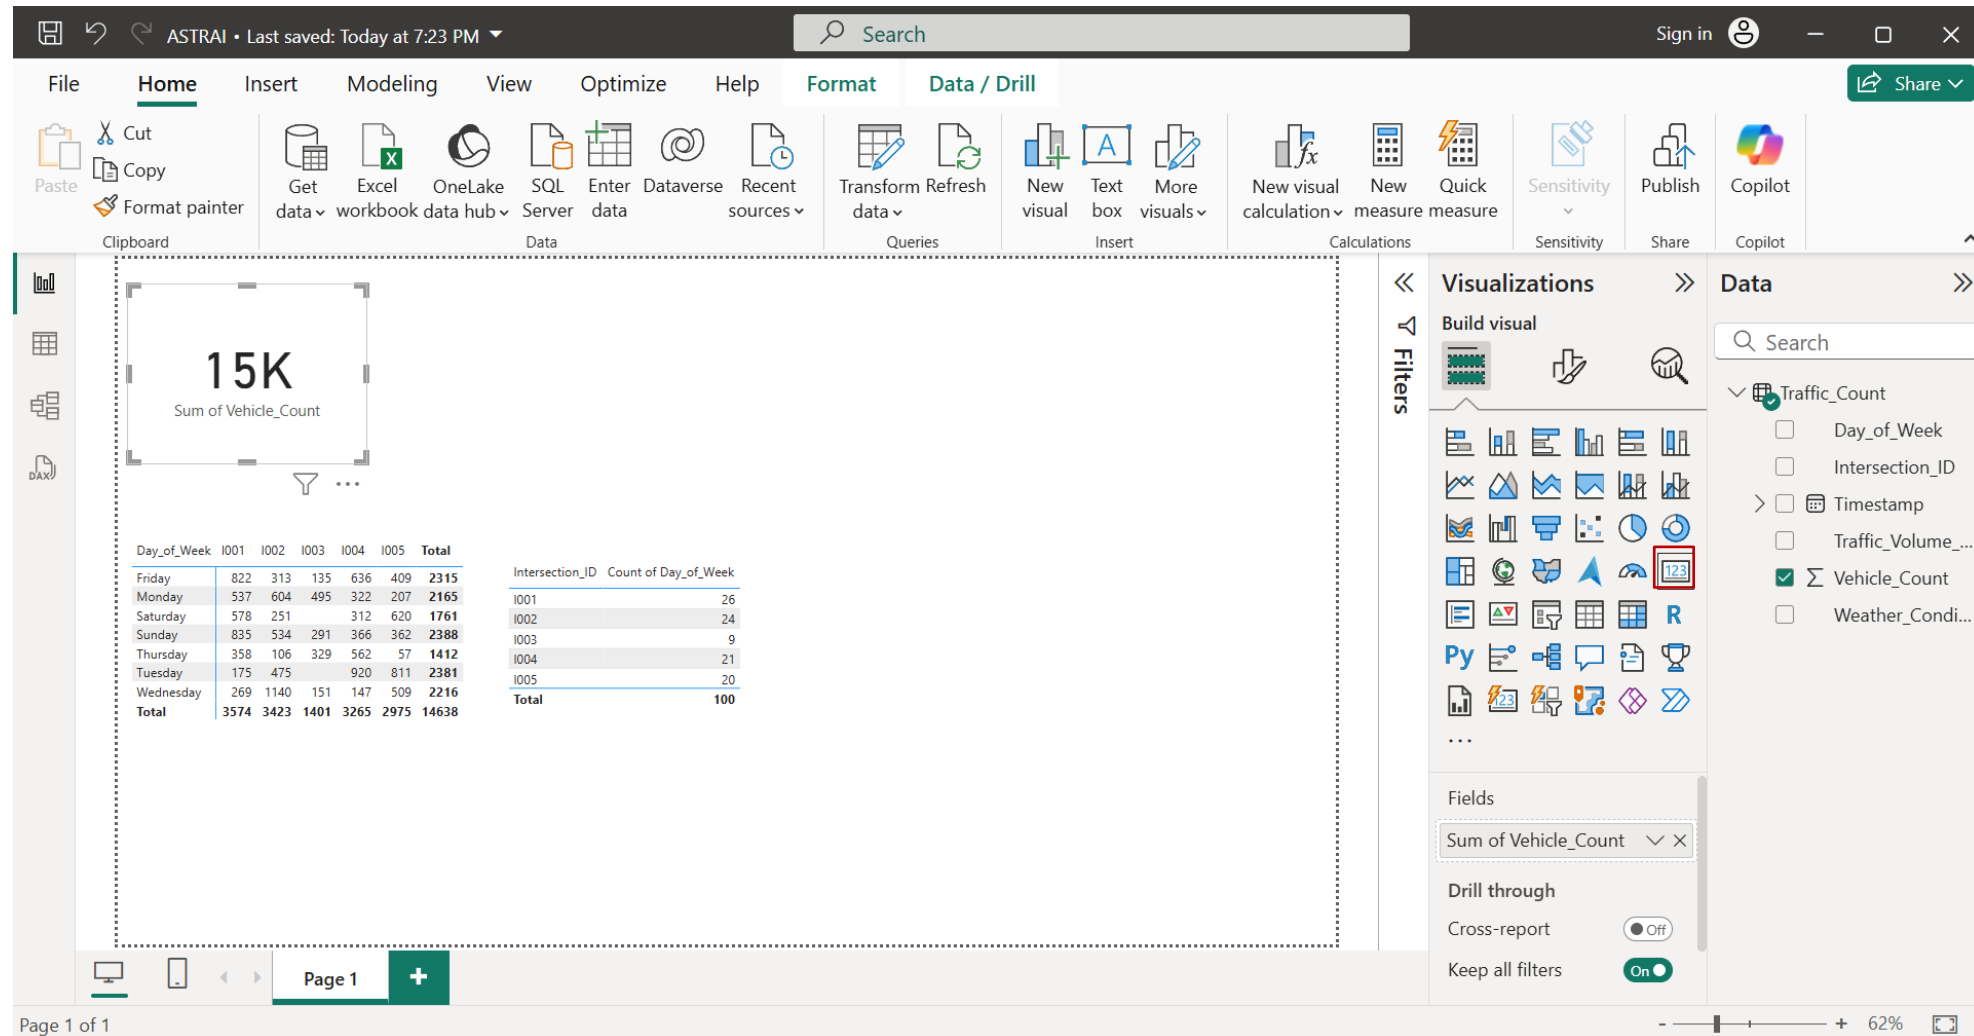 ASTRAI • Last saved: Today at 7:23 PM
Search
Sign in
File Home Insert Modeling View Optimize Help Format Data / Drill
Share
Paste
Cut
Copy
Format painter
Clipboard
Get data
Excel workbook
OneLake data hub
SQL Server
Enter data
Dataverse
Recent sources
Data
Transform data
Refresh
Queries
New visual
Text box
More visuals
Insert
New visual calculation
New measure
Quick measure
Calculations
Sensitivity
Sensitivity
Publish
Share
Copilot
Copilot
DAX
15K
Sum of Vehicle_Count
Day_of_Week I001 I002 I003 I004 I005 Total
Friday 822 313 135 636 409 2315
Monday 537 604 495 322 207 2165
Saturday 578 251 312 620 1761
Sunday 835 534 291 366 362 2388
Thursday 358 106 329 562 57 1412
Tuesday 175 475 920 811 2381
Wednesday 269 1140 151 147 509 2216
Total 3574 3423 1401 3265 2975 14638
Intersection_ID Count of Day_of_Week
I001 26
I002 24
I003 9
I004 21
I005 20
Total 100
Filters
Visualizations
Build visual
123
R
Py
123
...
Fields
Sum of Vehicle_Count
Drill through
Cross-report Off
Keep all filters On
Data
Search
Traffic_Count
Day_of_Week
Intersection_ID
Timestamp
Traffic_Volume_...
Σ Vehicle_Count
Weather_Condi...
Page 1
+
Page 1 of 1
- + 62%